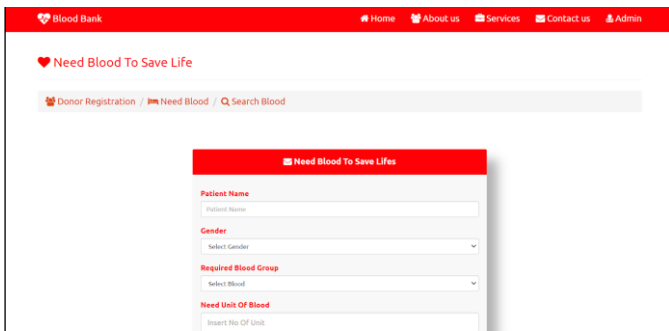 Blood Bank Home About us Services Contact us Admin
Need Blood To Save Life
Donor Registration / Need Blood / Search Blood
Need Blood To Save Lifes
Patient Name
Patient Name
Gender
Select Gender
Required Blood Group
Select Blood
Need Unit Of Blood
Insert No Of Unit